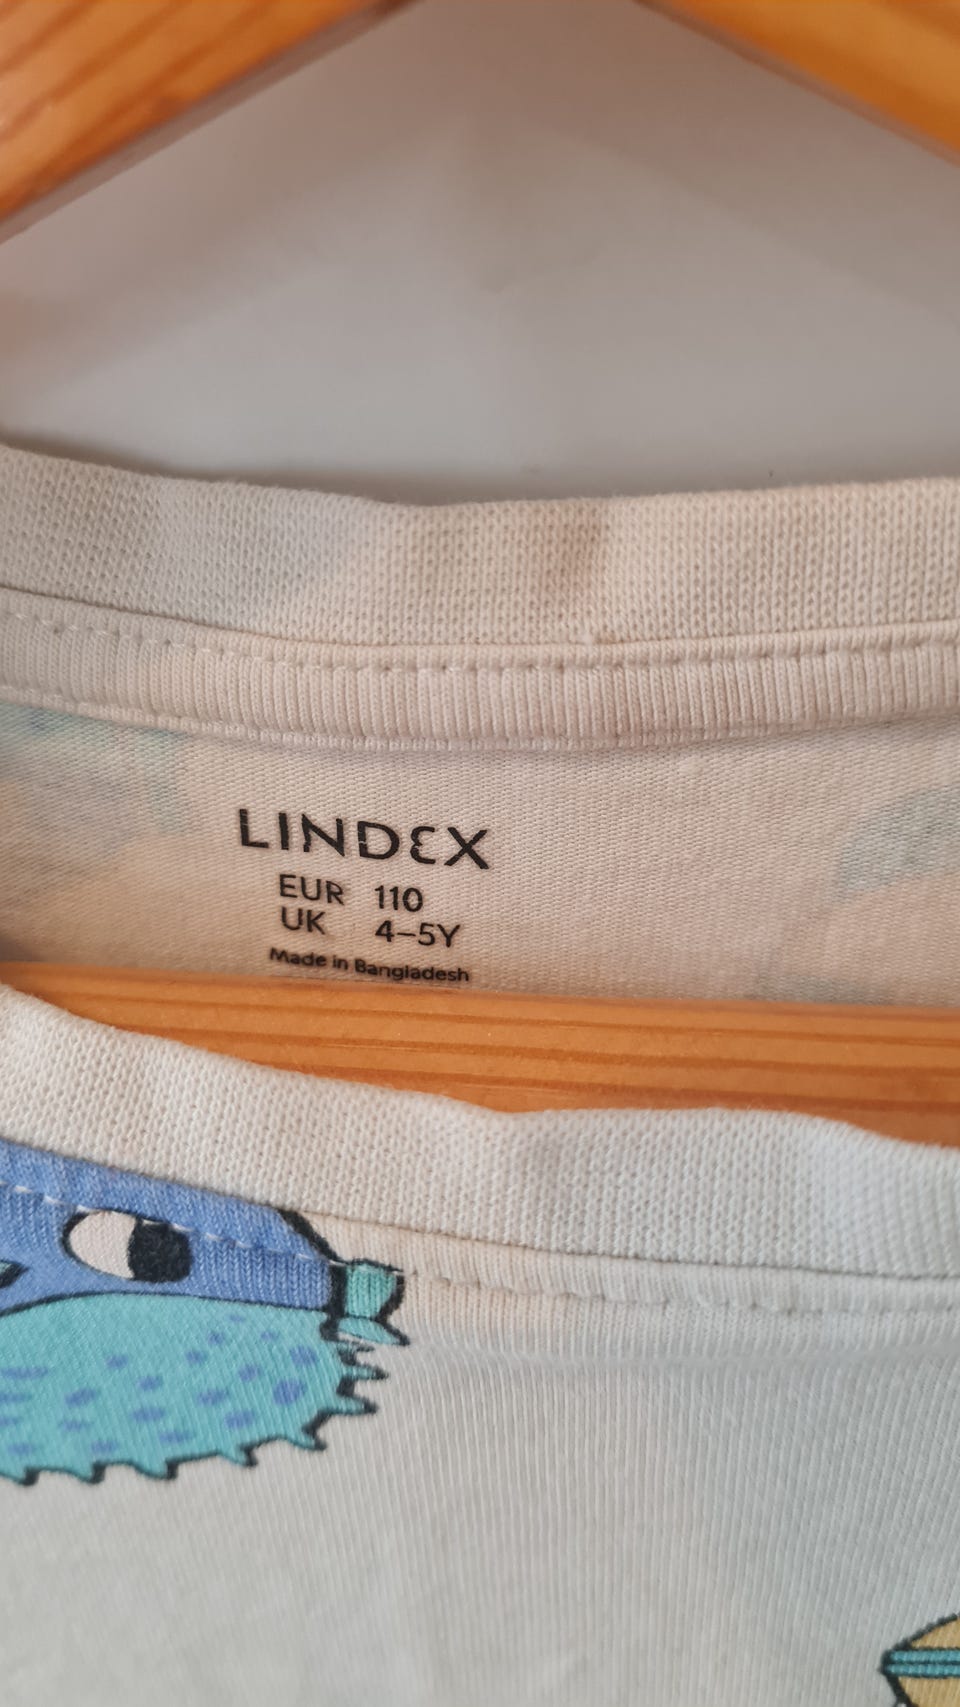 LINDEX
EUR 110
UK 4–5Y
Made in Bangladesh